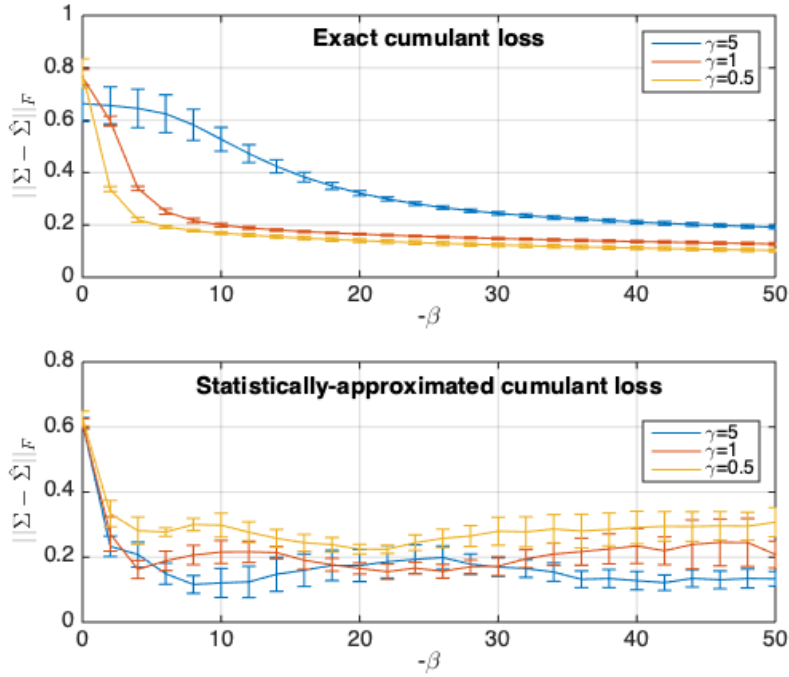 Exact cumulant loss
γ=5
γ=1
γ=0.5
||Σ − Σ̂||_F
1
0.8
0.6
0.4
0.2
0
0 10 20 30 40 50
-β
Statistically-approximated cumulant loss
γ=5
γ=1
γ=0.5
||Σ − Σ̂||_F
0.8
0.6
0.4
0.2
0
0 10 20 30 40 50
-β